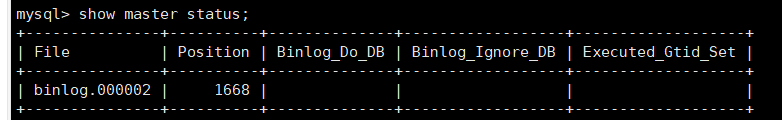 mysql> show master status;
+---------------+----------+--------------+------------------+-------------------+
| File          | Position | Binlog_Do_DB | Binlog_Ignore_DB | Executed_Gtid_Set |
+---------------+----------+--------------+------------------+-------------------+
| binlog.000002 |     1668 |              |                  |                   |
+---------------+----------+--------------+------------------+-------------------+